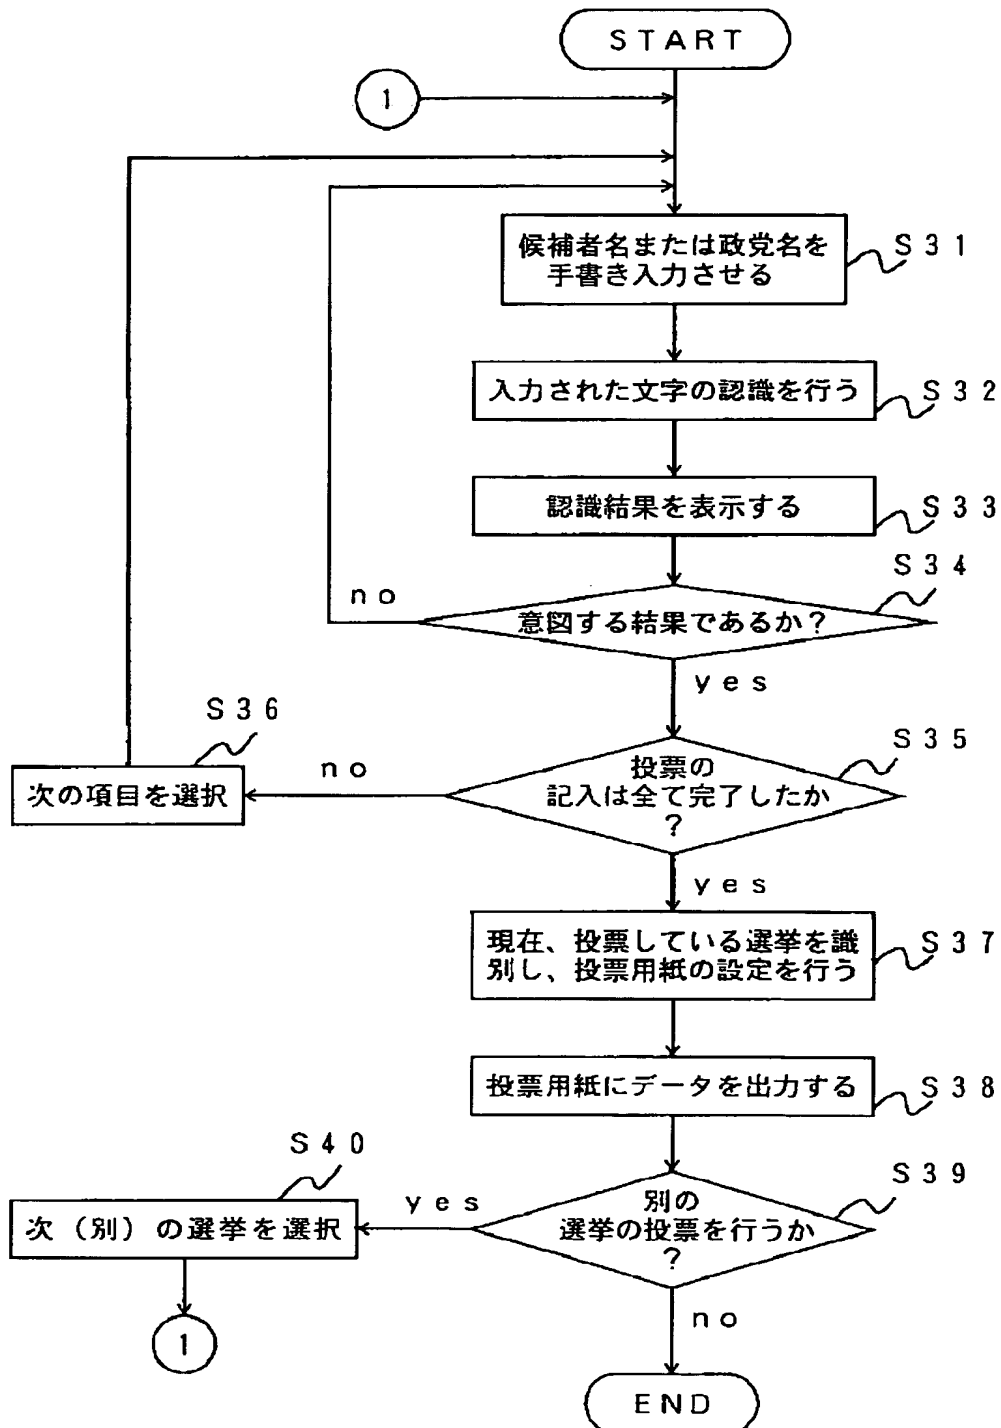 START
1
候補者名または政党名を
手書き入力させる
S31
入力された文字の認識を行う
S32
認識結果を表示する
S33
S34
意図する結果であるか?
no
yes
S35
投票の
記入は全て完了したか
?
no
S36
次の項目を選択
yes
現在、投票している選挙を識
別し、投票用紙の設定を行う
S37
投票用紙にデータを出力する
S38
S39
別の
選挙の投票を行うか
?
yes
S40
次(別)の選挙を選択
1
no
END